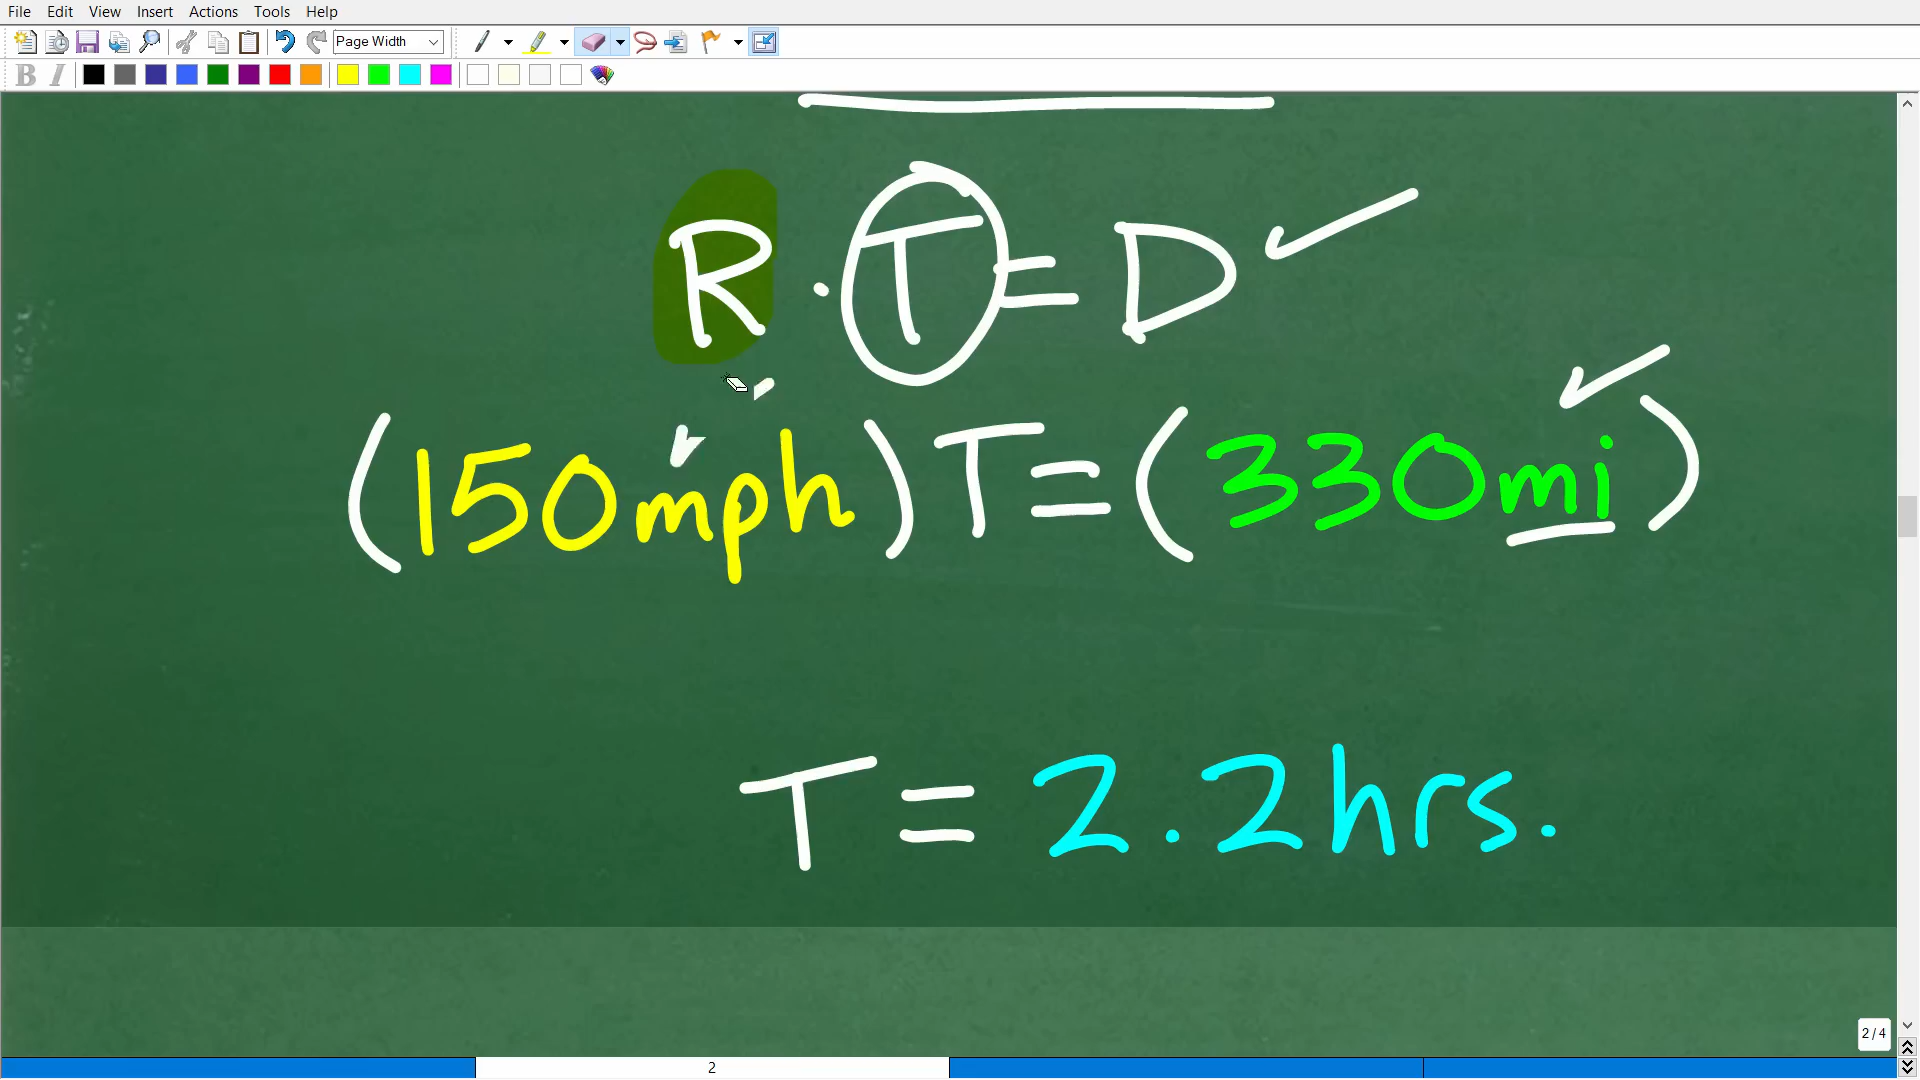 File Edit View Insert Actions Tools Help
Page Width
B I
R · T = D
(150mph) T = (330mi)
T = 2.2hrs.
2 / 4
2